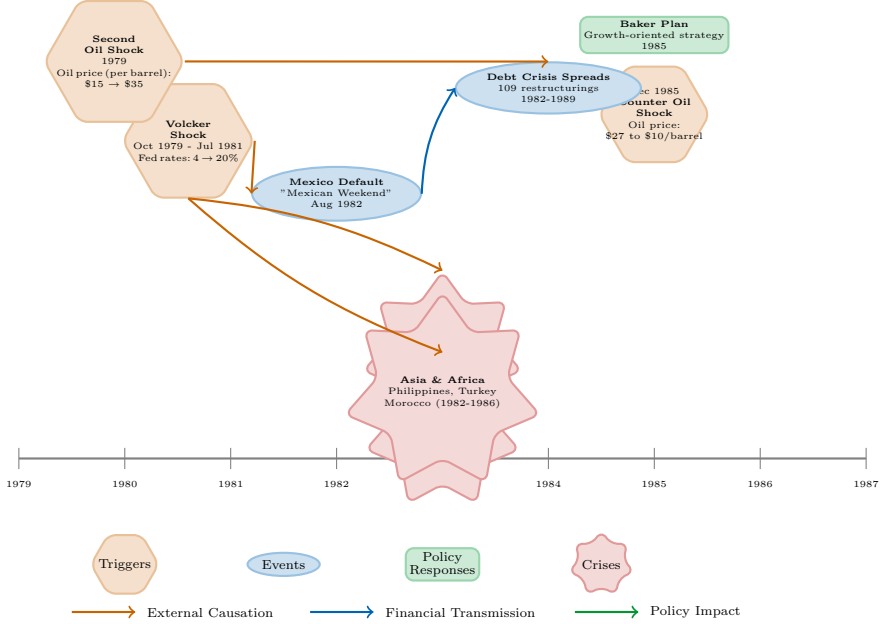 Second
Oil Shock
1979
Oil price (per barrel):
$15 → $35
Volcker
Shock
Oct 1979 - Jul 1981
Fed rates: 4 → 20%
Mexico Default
"Mexican Weekend"
Aug 1982
Debt Crisis Spreads
109 restructurings
1982-1989
Baker Plan
Growth-oriented strategy
1985
1985
Oil
Shock
Oil price:
$27 to $10/barrel
Asia & Africa
Philippines, Turkey
Morocco (1982-1986)
1979
1980
1981
1982
1984
1985
1986
1987
Triggers
Events
Policy
Responses
Crises
External Causation
Financial Transmission
Policy Impact